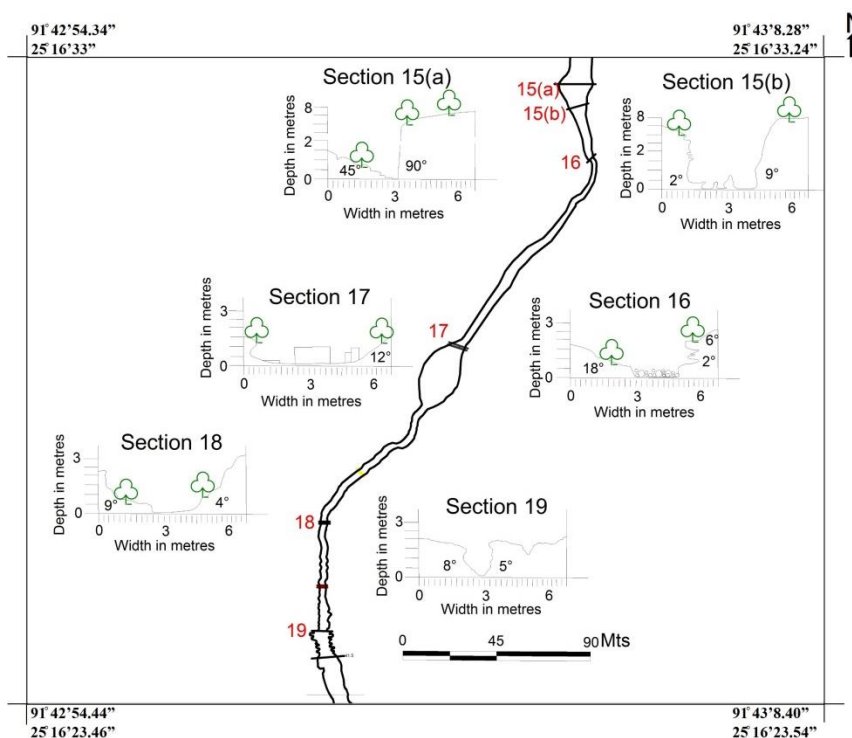 91° 42' 54.34"
25° 16' 33"
91° 43' 8.28"
25° 16' 33.24"
N
Section 15(a)
Depth in metres
8
2
0
45°
90°
0
3
6
Width in metres
15(a)
15(b)
16
Section 15(b)
Depth in metres
8
2
0
2°
9°
0
3
6
Width in metres
Section 17
Depth in metres
3
0
12°
0
3
6
Width in metres
17
Section 16
Depth in metres
3
0
18°
6°
2°
0
3
6
Width in metres
Section 18
Depth in metres
3
0
9°
4°
0
3
6
Width in metres
18
Section 19
Depth in metres
3
0
8°
5°
0
3
6
Width in metres
19
0
45
90 Mts
91° 42' 54.44"
25° 16' 23.46"
91° 43' 8.40"
25° 16' 23.54"